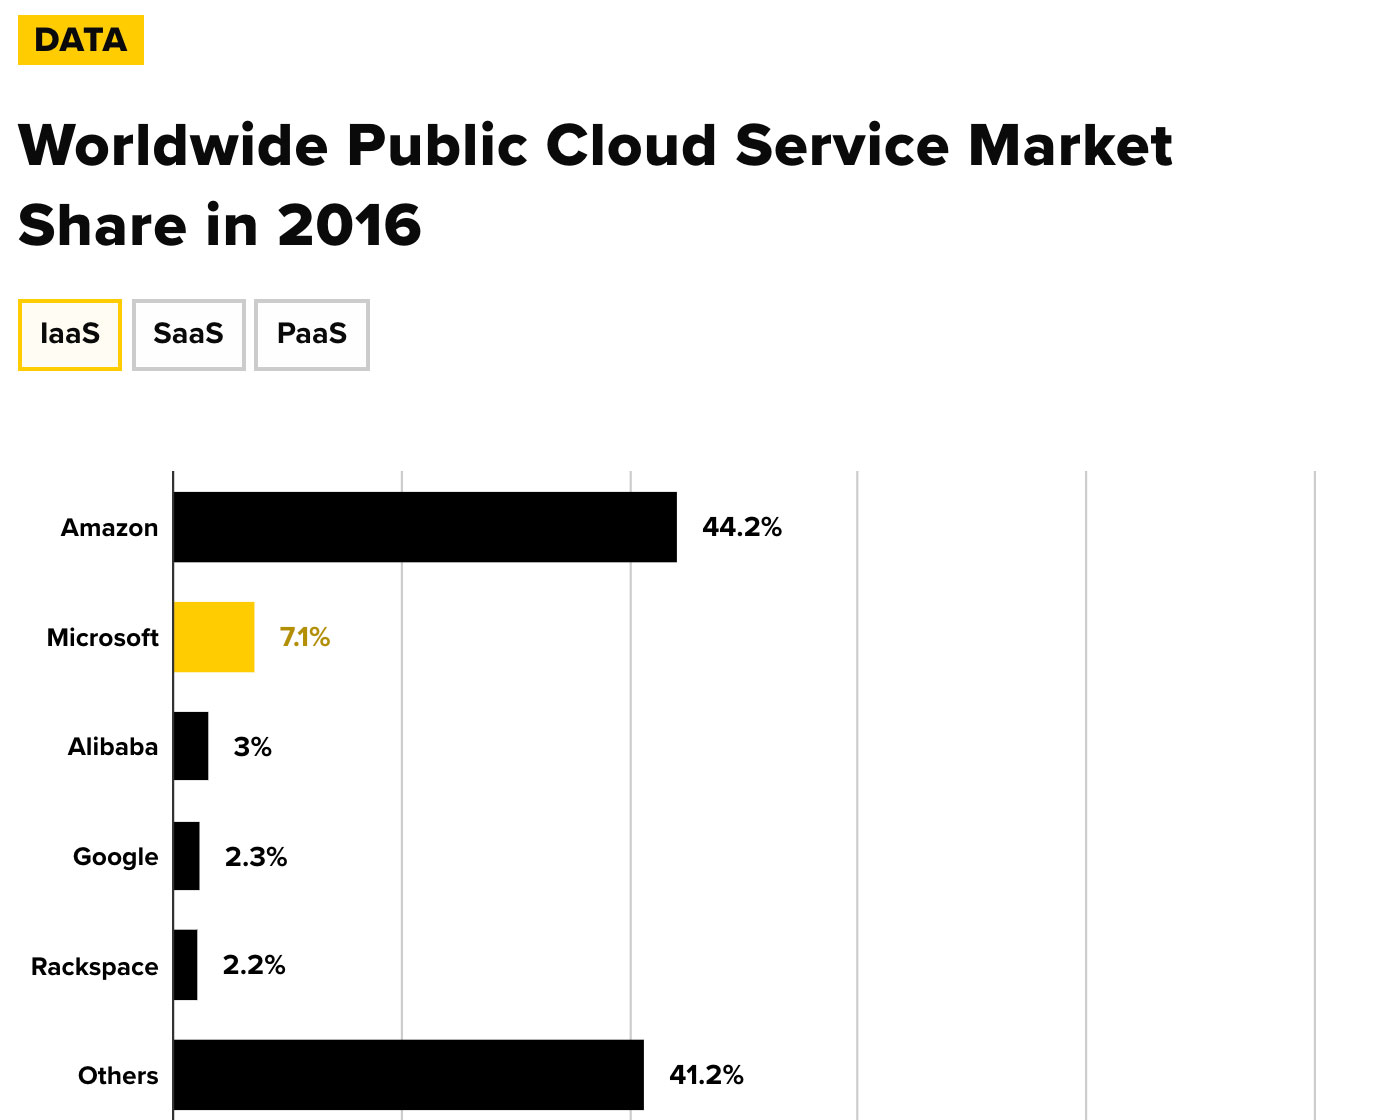 DATA
Worldwide Public Cloud Service Market
Share in 2016
IaaS SaaS PaaS
Amazon 44.2%
Microsoft 7.1%
Alibaba 3%
Google 2.3%
Rackspace 2.2%
Others 41.2%